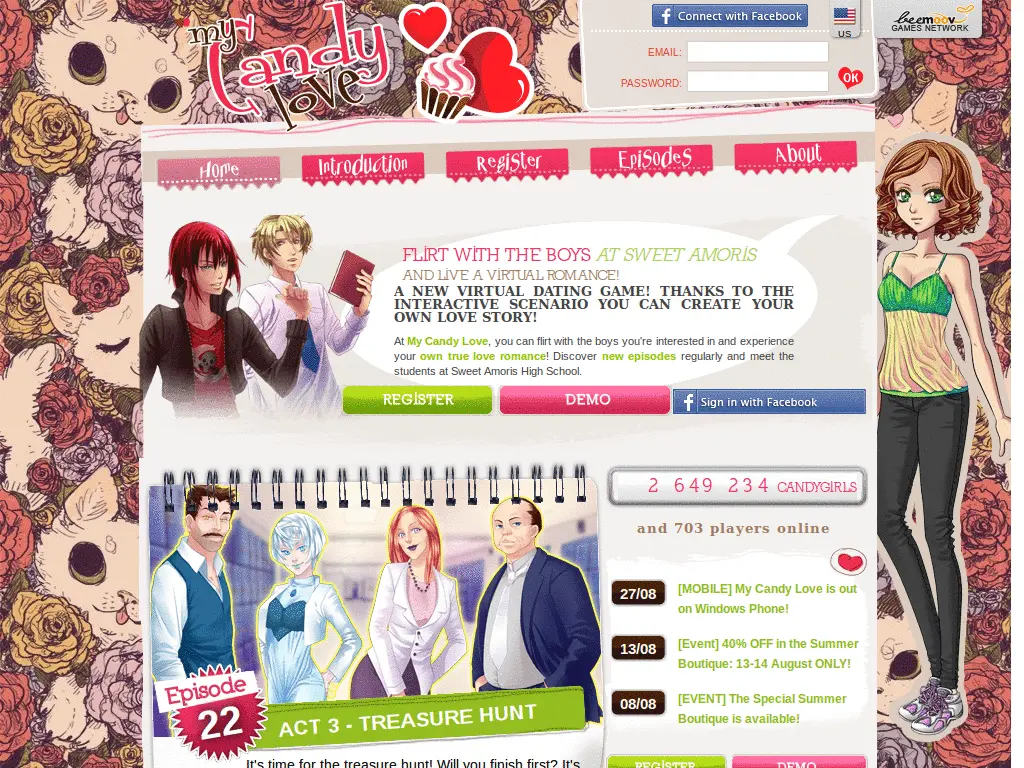 my Candy love
Connect with Facebook
US
beemoov
GAMES NETWORK
EMAIL:
PASSWORD:
OK
Home
Introduction
Register
EpiSodeS
About
FLIRT WITH THE BOYS AT SWEET AMORIS
AND LIVE A VIRTUAL ROMANCE!
A NEW VIRTUAL DATING GAME! THANKS TO THE
INTERACTIVE SCENARIO YOU CAN CREATE YOUR
OWN LOVE STORY!
At My Candy Love, you can flirt with the boys you're interested in and experience
your own true love romance! Discover new episodes regularly and meet the
students at Sweet Amoris High School.
REGISTER
DEMO
Sign in with Facebook
2 649 234 CANDYGIRLS
and 703 players online
27/08
[MOBILE] My Candy Love is out
on Windows Phone!
13/08
[Event] 40% OFF in the Summer
Boutique: 13-14 August ONLY!
08/08
[EVENT] The Special Summer
Boutique is available!
Episode
22
ACT 3 - TREASURE HUNT
It's time for the treasure hunt! Will you finish first? It's
REGISTER
DEMO